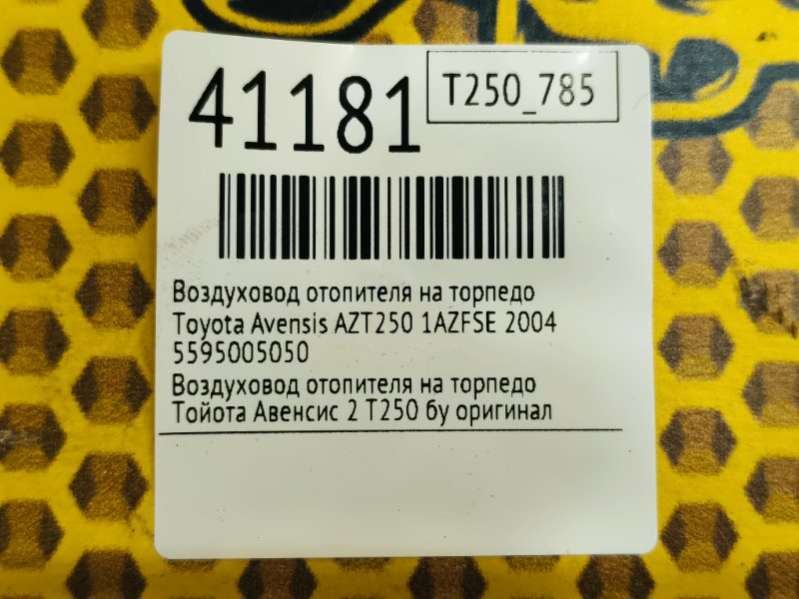 41181
T250_785
Воздуховод отопителя на торпедо
Toyota Avensis AZT250 1AZFSE 2004
5595005050
Воздуховод отопителя на торпедо
Тойота Авенсис 2 Т250 бу оригинал